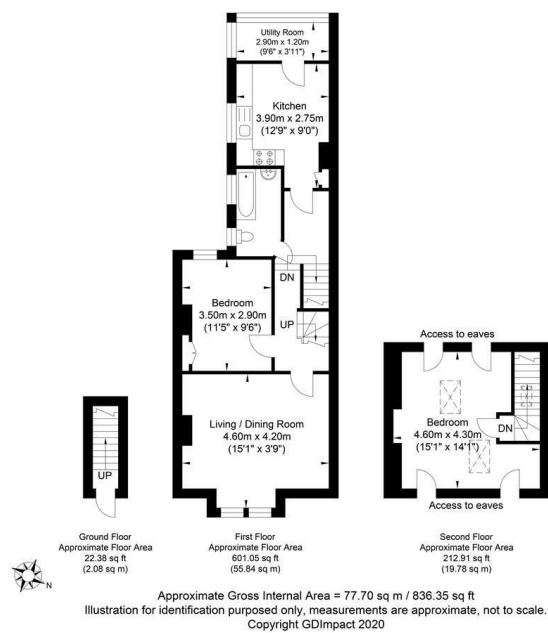 Utility Room
2.90m x 1.20m
(9'6" x 3'11")
Kitchen
3.90m x 2.75m
(12'9" x 9'0")
DN
Bedroom
3.50m x 2.90m
(11'5" x 9'6")
UP
Living / Dining Room
4.60m x 4.20m
(15'1" x 3'9")
UP
Access to eaves
Bedroom
4.60m x 4.30m
(15'1" x 14'1")
DN
Access to eaves
Ground Floor
Approximate Floor Area
22.38 sq ft
(2.08 sq m)
First Floor
Approximate Floor Area
601.05 sq ft
(55.84 sq m)
Second Floor
Approximate Floor Area
212.91 sq ft
(19.78 sq m)
N
Approximate Gross Internal Area = 77.70 sq m / 836.35 sq ft
Illustration for identification purposed only, measurements are approximate, not to scale.
Copyright GDImpact 2020